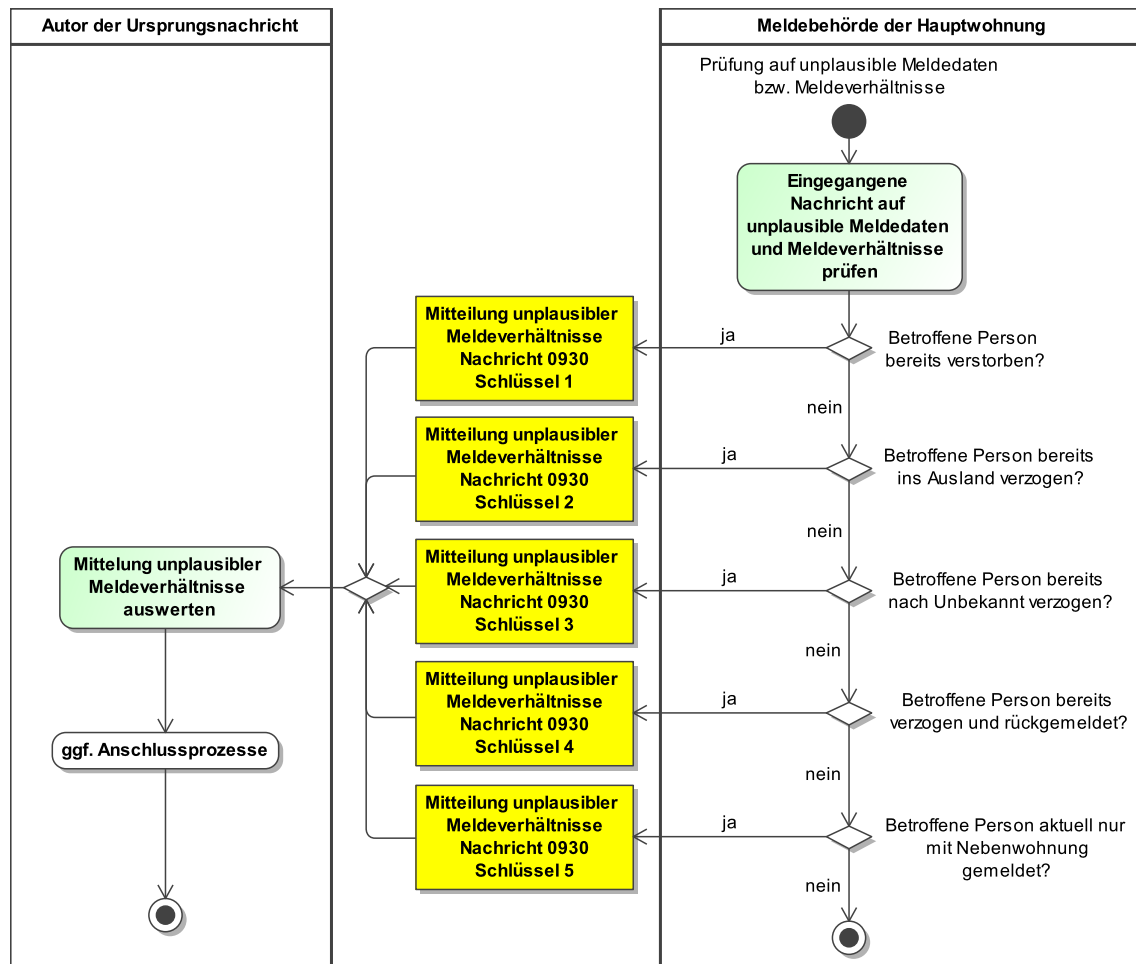 Autor der Ursprungsnachricht
Meldebehörde der Hauptwohnung
Prüfung auf unplausible Meldedaten
bzw. Meldeverhältnisse
Eingegangene
Nachricht auf
unplausible Meldedaten
und Meldeverhältnisse
prüfen
Mitteilung unplausibler
Meldeverhältnisse
Nachricht 0930
Schlüssel 1
ja
Betroffene Person
bereits verstorben?
nein
Mitteilung unplausibler
Meldeverhältnisse
Nachricht 0930
Schlüssel 2
ja
Betroffene Person bereits
ins Ausland verzogen?
nein
Mittelung unplausibler
Meldeverhältnisse
auswerten
Mitteilung unplausibler
Meldeverhältnisse
Nachricht 0930
Schlüssel 3
ja
Betroffene Person bereits
nach Unbekannt verzogen?
nein
Mitteilung unplausibler
Meldeverhältnisse
Nachricht 0930
Schlüssel 4
ja
Betroffene Person bereits
verzogen und rückgemeldet?
nein
ggf. Anschlussprozesse
Mitteilung unplausibler
Meldeverhältnisse
Nachricht 0930
Schlüssel 5
ja
Betroffene Person aktuell nur
mit Nebenwohnung
gemeldet?
nein